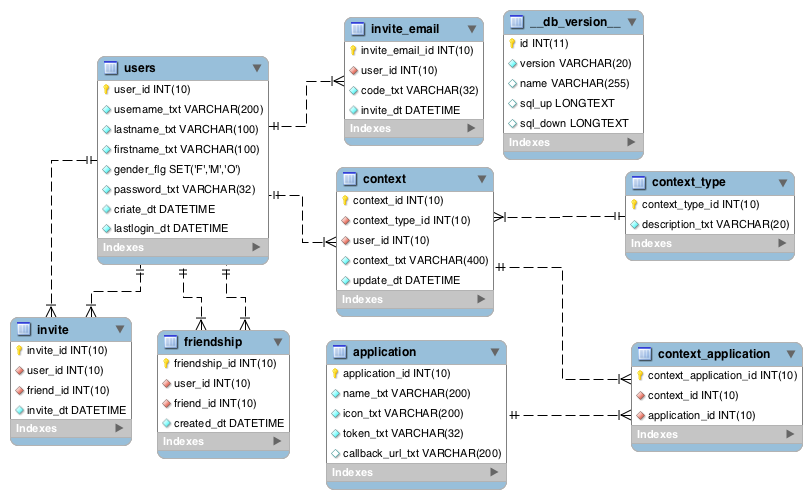 users
user_id INT(10)
username_txt VARCHAR(200)
lastname_txt VARCHAR(100)
firstname_txt VARCHAR(100)
gender_flg SET('F','M','O')
password_txt VARCHAR(32)
criate_dt DATETIME
lastlogin_dt DATETIME
Indexes
invite_email
invite_email_id INT(10)
user_id INT(10)
code_txt VARCHAR(32)
invite_dt DATETIME
Indexes
__db_version__
id INT(11)
version VARCHAR(20)
name VARCHAR(255)
sql_up LONGTEXT
sql_down LONGTEXT
Indexes
context
context_id INT(10)
context_type_id INT(10)
user_id INT(10)
context_txt VARCHAR(400)
update_dt DATETIME
Indexes
context_type
context_type_id INT(10)
description_txt VARCHAR(20)
Indexes
invite
invite_id INT(10)
user_id INT(10)
friend_id INT(10)
invite_dt DATETIME
Indexes
friendship
friendship_id INT(10)
user_id INT(10)
friend_id INT(10)
created_dt DATETIME
Indexes
application
application_id INT(10)
name_txt VARCHAR(200)
icon_txt VARCHAR(200)
token_txt VARCHAR(32)
callback_url_txt VARCHAR(200)
Indexes
context_application
context_application_id INT(10)
context_id INT(10)
application_id INT(10)
Indexes